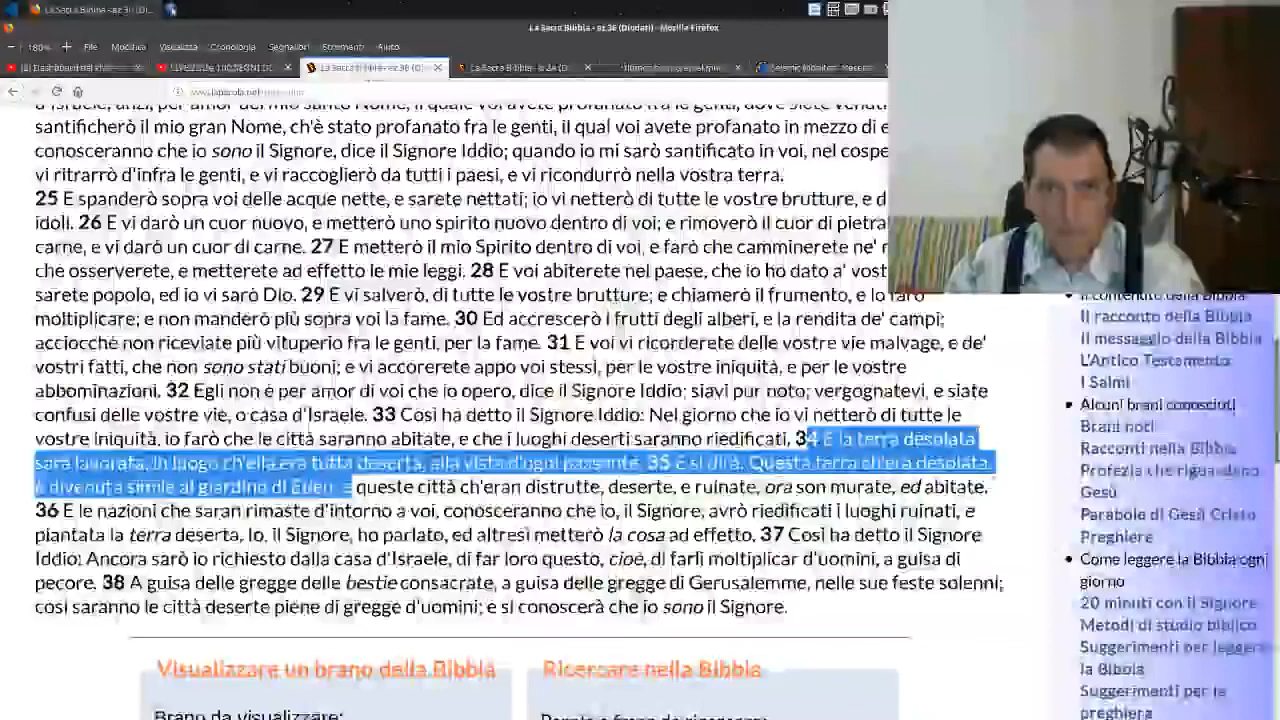 La Sacra Bibbia - ez 36 (D
La Sacra Bibbia - ez 36 (Diodati) - Mozilla Firefox
180% File Modifica Visualizza Cronologia Segnalibri Strumenti Aiuto
santificherò il mio gran Nome, ch'è stato profanato fra le genti, il qual voi avete profanato in mezzo di e
conosceranno che io sono il Signore, dice il Signore Iddio; quando io mi sarò santificato in voi, nel cospe
vi ritrarrò d'infra le genti, e vi raccoglierò da tutti i paesi, e vi ricondurrò nella vostra terra.
25 E spanderò sopra voi delle acque nette, e sarete nettati; io vi netterò di tutte le vostre brutture, e d
idoli. 26 E vi darò un cuor nuovo, e metterò uno spirito nuovo dentro di voi; e rimoverò il cuor di pietra
carne, e vi darò un cuor di carne. 27 E metterò il mio Spirito dentro di voi, e farò che camminerete ne'
che osserverete, e metterete ad effetto le mie leggi. 28 E voi abiterete nel paese, che io ho dato a' vost
sarete popolo, ed io vi sarò Dio. 29 E vi salverò, di tutte le vostre brutture; e chiamerò il frumento, e lo farò
moltiplicare; e non manderò più sopra voi la fame. 30 Ed accrescerò i frutti degli alberi, e la rendita de' campi;
acciocché non riceviate più vituperio fra le genti, per la fame. 31 E voi vi ricorderete delle vostre vie malvage, e de'
vostri fatti, che non sono stati buoni; e vi accorerete appo voi stessi, per le vostre iniquità, e per le vostre
abbominazioni. 32 Egli non è per amor di voi che io opero, dice il Signore Iddio; siavi pur noto; vergognatevi, e siate
confusi delle vostre vie, o casa d'Israele. 33 Così ha detto il Signore Iddio: Nel giorno che io vi netterò di tutte le
vostre iniquità, io farò che le città saranno abitate, e che i luoghi deserti saranno riedificati. 34 E la terra desolata
sarà lavorata, in luogo ch'ella era tutta deserta, alla vista d'ogni passante. 35 E si dirà: Questa terra ch'era desolata,
è divenuta simile al giardino di Eden; e queste città ch'eran distrutte, deserte, e ruinate, ora son murate, ed abitate.
36 E le nazioni che saran rimaste d'intorno a voi, conosceranno che io, il Signore, avrò riedificati i luoghi ruinati, e
piantata la terra deserta. Io, il Signore, ho parlato, ed altresì metterò la cosa ad effetto. 37 Così ha detto il Signore
Iddio: Ancora sarò io richiesto dalla casa d'Israele, di far loro questo, cioè, di farli moltiplicar d'uomini, a guisa di
pecore. 38 A guisa delle gregge delle bestie consacrate, a guisa delle gregge di Gerusalemme, nelle sue feste solenni;
così saranno le città deserte piene di gregge d'uomini; e si conoscerà che io sono il Signore.
Visualizzare un brano della Bibbia
Brano da visualizzare:
Ricercare nella Bibbia
Il contenuto della Bibbia
Il racconto della Bibbia
Il messaggio della Bibbia
L'Antico Testamento
I Salmi
Alcuni brani conosciuti
Brani noti
Racconti nella Bibbia
Profezia che riguardano
Gesù
Parabole di Gesù Cristo
Preghiere
Come leggere la Bibbia ogni
giorno
20 minuti con il Signore
Metodi di studio biblico
Suggerimenti per leggere
la Bibbia
Suggerimenti per la
preghiera